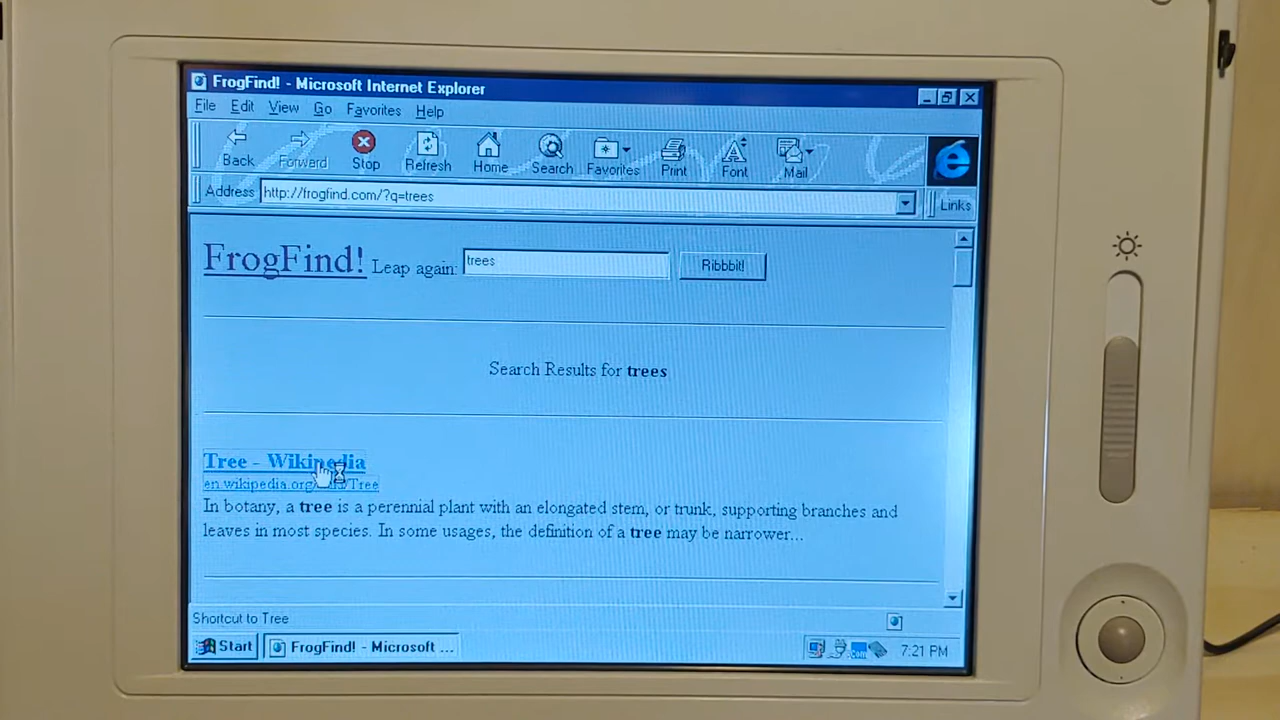 FrogFind! - Microsoft Internet Explorer
File Edit View Go Favorites Help
Back Forward Stop Refresh Home Search Favorites Print Font Mail
Address http://frogfind.com/?q=trees Links
FrogFind! Leap again: trees Ribbbit!
Search Results for trees
Tree - Wikipedia
en.wikipedia.org/ /Tree
In botany, a tree is a perennial plant with an elongated stem, or trunk, supporting branches and
leaves in most species. In some usages, the definition of a tree may be narrower...
Shortcut to Tree
Start FrogFind! - Microsoft ... Com 7:21 PM